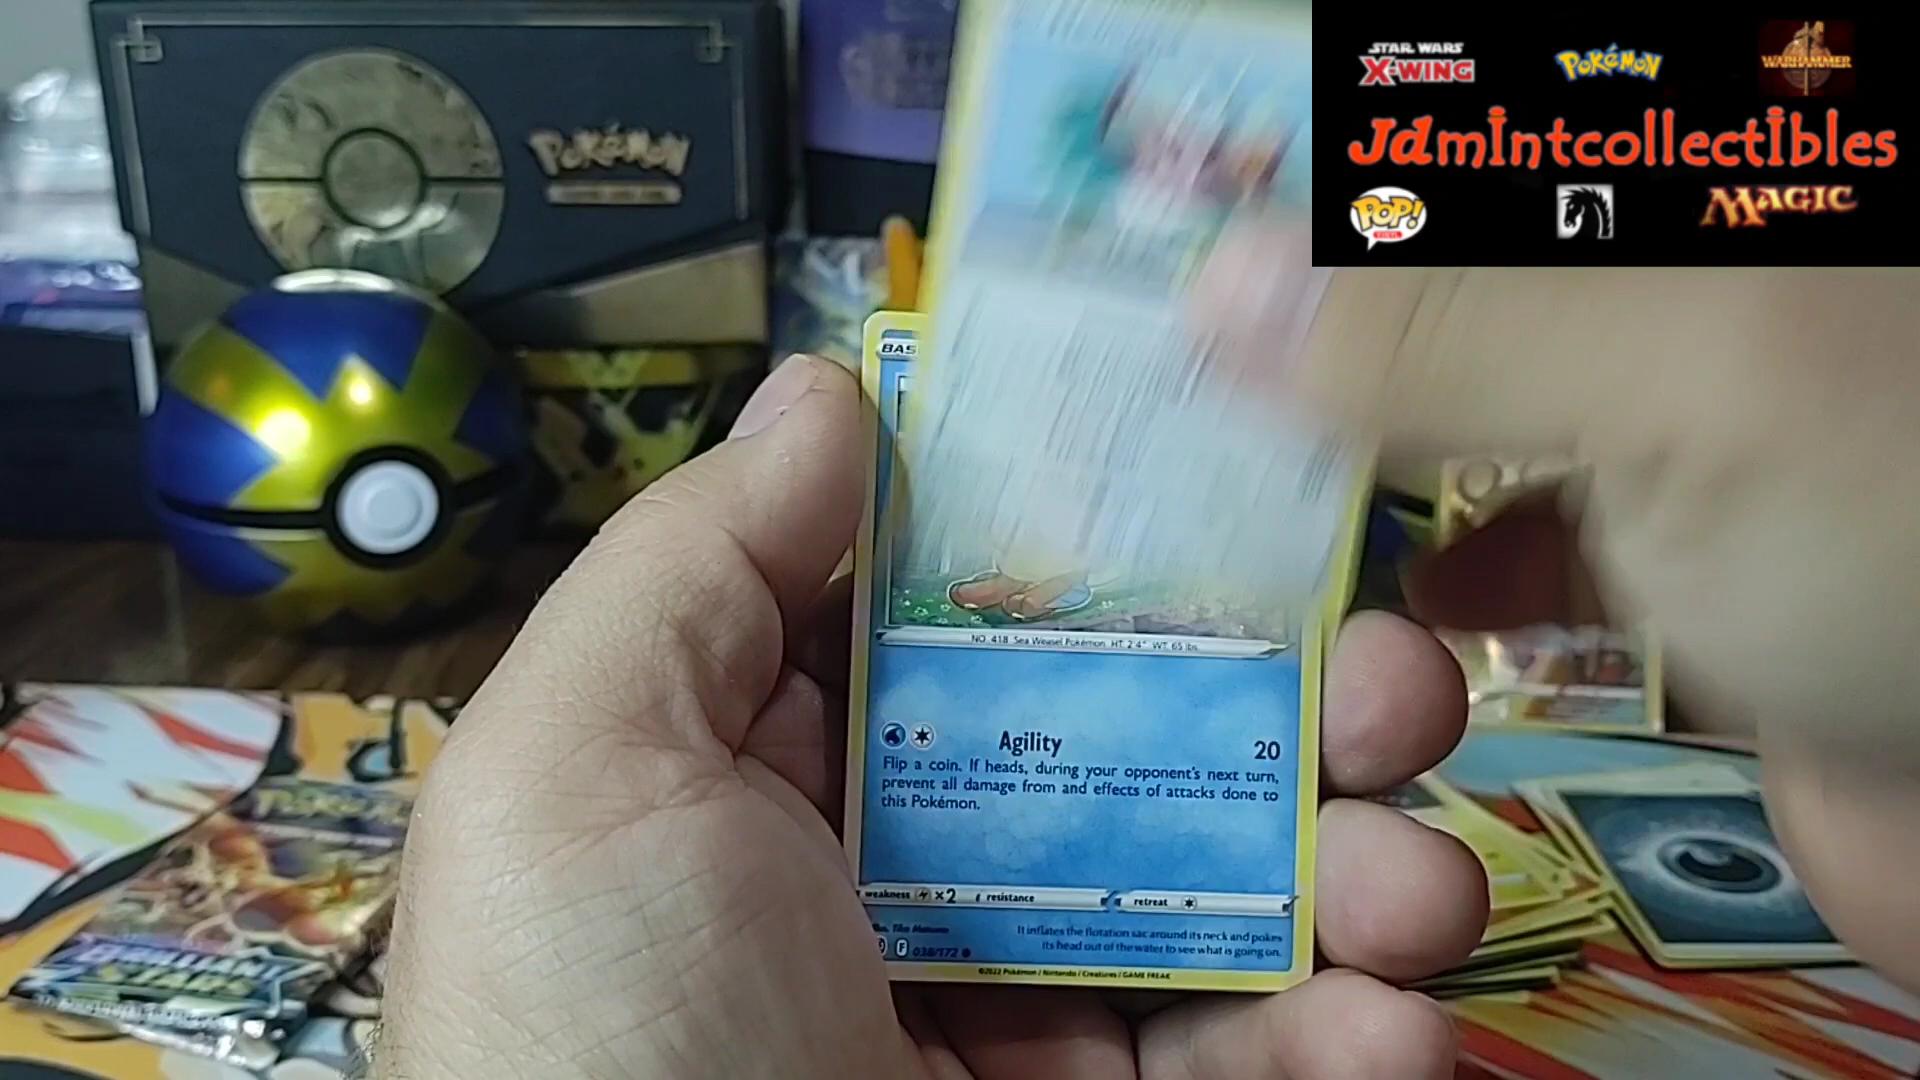 STAR WARS
X-WING
POKéMON
WARHAMMER
Jdmintcollectibles
POP!
MAGIC
POKéMON
BAS
NO. 418 Sea Weasel Pokémon HT: 2'4" WT: 65 lbs.
Agility 20
Flip a coin. If heads, during your opponent's next turn,
prevent all damage from and effects of attacks done to
this Pokémon.
weakness ×2 resistance retreat
It inflates the flotation sac around its neck and pokes
its head out of the water to see what is going on.
F 038/172
©2022 Pokémon / Nintendo / Creatures / GAME FREAK
POKéMON
BRILLIANT
STARS